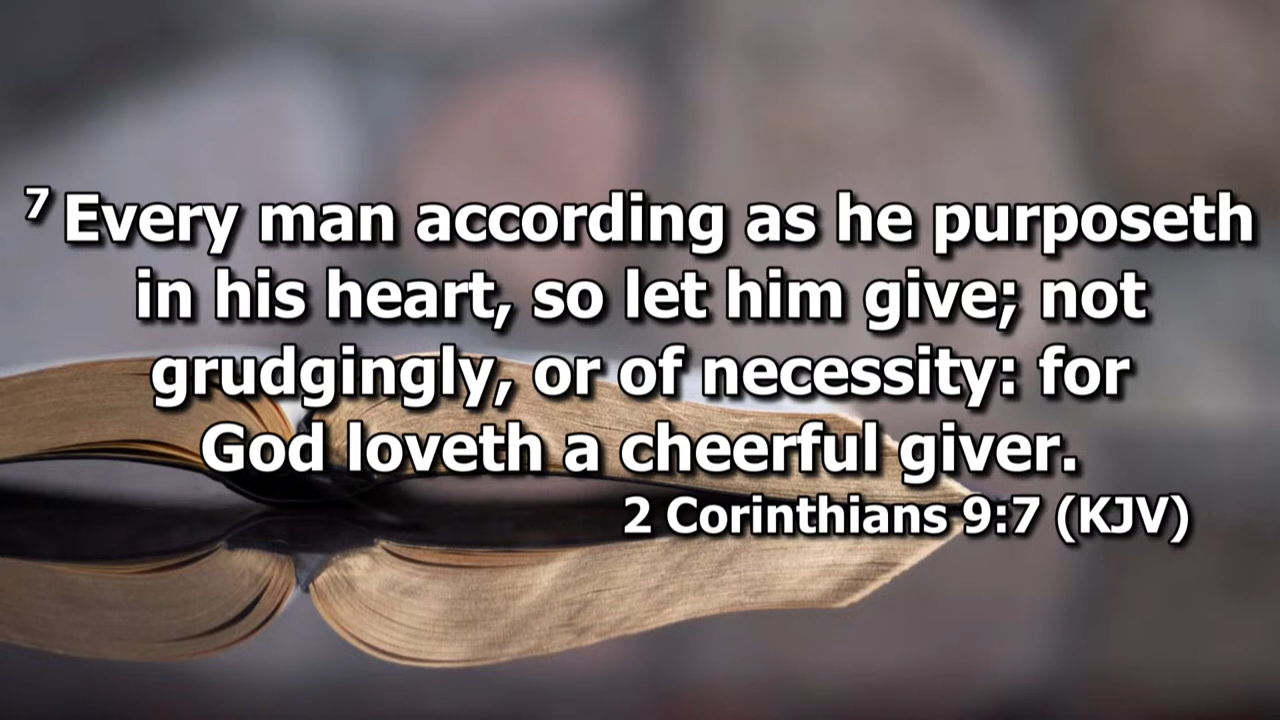 7 Every man according as he purposeth
in his heart, so let him give; not
grudgingly, or of necessity: for
God loveth a cheerful giver.
2 Corinthians 9:7 (KJV)